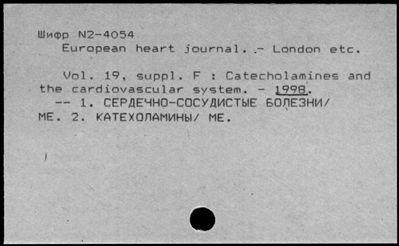 Шифр N2-4054
European heart journal. - London etc.
Vol. 19, suppl. F : Catecholamines and
the cardiovascular system. - 1998.
-- 1. СЕРДЕЧНО-СОСУДИСТЫЕ БОЛЕЗНИ/
МЕ. 2. КАТЕХОЛАМИНЫ/ МЕ.